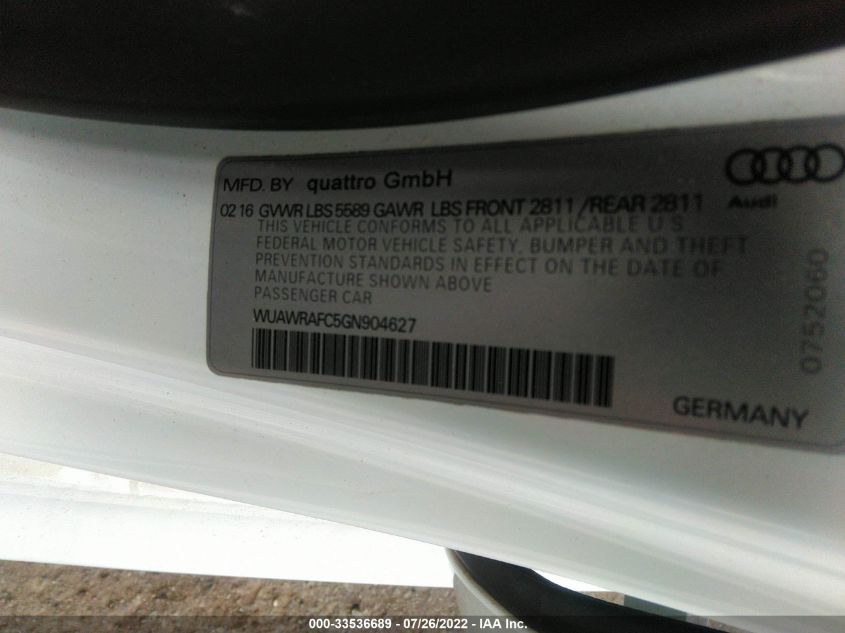 MFD. BY quattro GmbH
Audi
02 16 GVWR LBS 5589 GAWR LBS FRONT 2811 / REAR 2811
THIS VEHICLE CONFORMS TO ALL APPLICABLE U S
FEDERAL MOTOR VEHICLE SAFETY, BUMPER AND THEFT
PREVENTION STANDARDS IN EFFECT ON THE DATE OF
MANUFACTURE SHOWN ABOVE
PASSENGER CAR
WUAWRAFC5GN904627
0752060
GERMANY
000-33536689 - 07/26/2022 - IAA Inc.